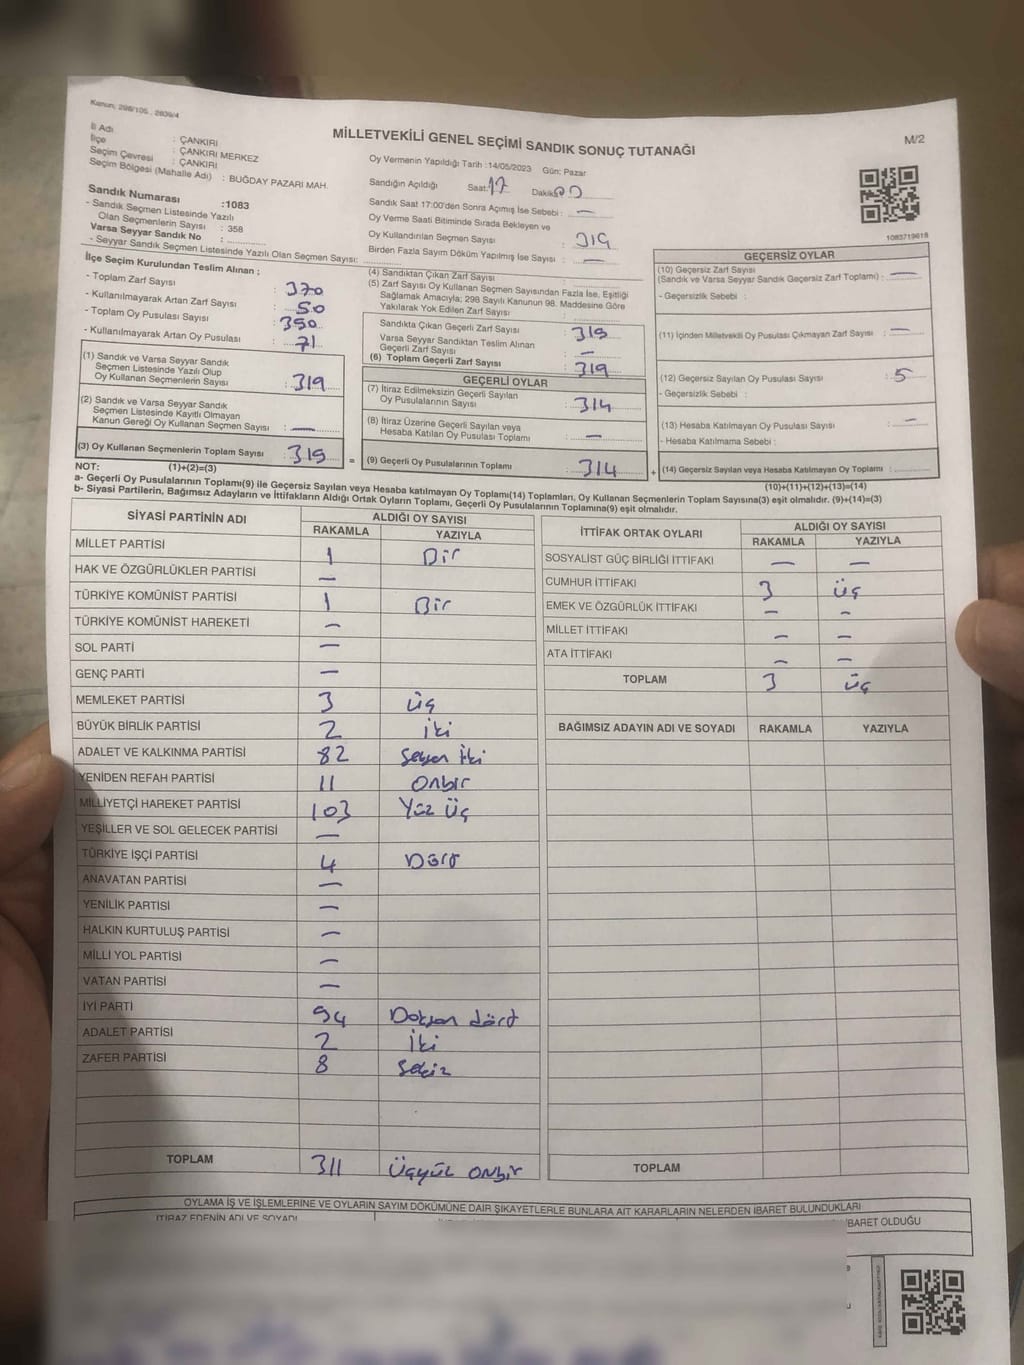 Kanun, 298/105, 2839/4
MİLLETVEKİLİ GENEL SEÇİMİ SANDIK SONUÇ TUTANAĞI
M/2
İl Adı : ÇANKIRI
İlçe : ÇANKIRI MERKEZ
Seçim Çevresi : ÇANKIRI
Seçim Bölgesi (Mahalle Adı) : BUĞDAY PAZARI MAH.
Sandık Numarası :1083
- Sandık Seçmen Listesinde Yazılı
Olan Seçmenlerin Sayısı : 358
Varsa Seyyar Sandık No :
- Seyyar Sandık Seçmen Listesinde Yazılı Olan Seçmen Sayısı:
Oy Vermenin Yapıldığı Tarih :14/05/2023 Gün: Pazar
Sandığın Açıldığı Saat: 17 Dakika: 00
Sandık Saat 17:00'den Sonra Açımış İse Sebebi : —
Oy Verme Saati Bitiminde Sırada Bekleyen ve
Oy Kullandırılan Seçmen Sayısı : 319
Birden Fazla Sayım Döküm Yapılmış İse Sayısı : —
1083719618
İlçe Seçim Kurulundan Teslim Alınan ;
- Toplam Zarf Sayısı : 370
- Kullanılmayarak Artan Zarf Sayısı : 50
- Toplam Oy Pusulası Sayısı : 390
- Kullanılmayarak Artan Oy Pusulası : 71
(1) Sandık ve Varsa Seyyar Sandık
Seçmen Listesinde Yazılı Olup
Oy Kullanan Seçmenlerin Sayısı : 319
(2) Sandık ve Varsa Seyyar Sandık
Seçmen Listesinde Kayıtlı Olmayan
Kanun Gereği Oy Kullanan Seçmen Sayısı : —
(3) Oy Kullanan Seçmenlerin Toplam Sayısı : 319
(4) Sandıktan Çıkan Zarf Sayısı :
(5) Zarf Sayısı Oy Kullanan Seçmen Sayısından Fazla İse, Eşitliği
Sağlamak Amacıyla; 298 Sayılı Kanunun 98. Maddesine Göre
Yakılarak Yok Edilen Zarf Sayısı :
Sandıkta Çıkan Geçerli Zarf Sayısı : 319
Varsa Seyyar Sandıktan Teslim Alınan
Geçerli Zarf Sayısı : —
(6) Toplam Geçerli Zarf Sayısı : 319
GEÇERLİ OYLAR
(7) İtiraz Edilmeksizin Geçerli Sayılan
Oy Pusulalarının Sayısı : 314
(8) İtiraz Üzerine Geçerli Sayılan veya
Hesaba Katılan Oy Pusulası Toplamı : —
= (9) Geçerli Oy Pusulalarının Toplamı : 314
GEÇERSİZ OYLAR
(10) Geçersiz Zarf Sayısı
(Sandık ve Varsa Seyyar Sandık Geçersiz Zarf Toplamı) : —
- Geçersizlik Sebebi :
(11) İçinden Milletvekili Oy Pusulası Çıkmayan Zarf Sayısı : —
(12) Geçersiz Sayılan Oy Pusulası Sayısı : 5
- Geçersizlik Sebebi :
(13) Hesaba Katılmayan Oy Pusulası Sayısı : —
- Hesaba Katılmama Sebebi :
+ (14) Geçersiz Sayılan veya Hesaba Katılmayan Oy Toplamı :
NOT: (1)+(2)=(3)
(10)+(11)+(12)+(13)=(14)
a- Geçerli Oy Pusulalarının Toplamı(9) ile Geçersiz Sayılan veya Hesaba katılmayan Oy Toplamı(14) Toplamları, Oy Kullanan Seçmenlerin Toplam Sayısına(3) eşit olmalıdır. (9)+(14)=(3)
b- Siyasi Partilerin, Bağımsız Adayların ve İttifakların Aldığı Ortak Oyların Toplamı, Geçerli Oy Pusulalarının Toplamına(9) eşit olmalıdır.
SİYASİ PARTİNİN ADI ALDIĞI OY SAYISI
RAKAMLA YAZIYLA
MİLLET PARTİSİ 1 Bir
HAK VE ÖZGÜRLÜKLER PARTİSİ —
TÜRKİYE KOMÜNİST PARTİSİ 1 Bir
TÜRKİYE KOMÜNİST HAREKETİ —
SOL PARTİ —
GENÇ PARTİ —
MEMLEKET PARTİSİ 3 üç
BÜYÜK BİRLİK PARTİSİ 2 iki
ADALET VE KALKINMA PARTİSİ 82 Seksen iki
YENİDEN REFAH PARTİSİ 11 Onbir
MİLLİYETÇİ HAREKET PARTİSİ 103 Yüz Üç
YEŞİLLER VE SOL GELECEK PARTİSİ —
TÜRKİYE İŞÇİ PARTİSİ 4 Dört
ANAVATAN PARTİSİ —
YENİLİK PARTİSİ —
HALKIN KURTULUŞ PARTİSİ —
MİLLİ YOL PARTİSİ —
VATAN PARTİSİ —
İYİ PARTİ 94 Doksan dört
ADALET PARTİSİ 2 İki
ZAFER PARTİSİ 8 Sekiz
TOPLAM 311 Üçyüz onbir
İTTİFAK ORTAK OYLARI ALDIĞI OY SAYISI
RAKAMLA YAZIYLA
SOSYALİST GÜÇ BİRLİĞİ İTTİFAKI — —
CUMHUR İTTİFAKI 3 üç
EMEK VE ÖZGÜRLÜK İTTİFAKI — —
MİLLET İTTİFAKI — —
ATA İTTİFAKI — —
TOPLAM 3 üç
BAĞIMSIZ ADAYIN ADI VE SOYADI RAKAMLA YAZIYLA
TOPLAM
OYLAMA İŞ VE İŞLEMLERİNE VE OYLARIN SAYIM DÖKÜMÜNE DAİR ŞİKAYETLERLE BUNLARA AİT KARARLARIN NELERDEN İBARET BULUNDUKLARI
İTİRAZ EDENİN ADI VE SOYADI
İBARET OLDUĞU